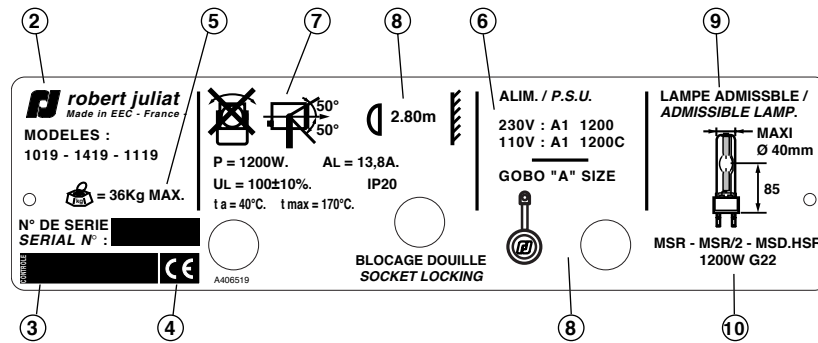 2
5
7
8
6
9
robert juliat
Made in EEC - France -
MODELES :
1019 - 1419 - 1119
1kg = 36Kg MAX.
N° DE SERIE
SERIAL N° :
CONTROLE
CE
50°
50°
2.80m
P = 1200W. AL = 13,8A.
UL = 100±10%. IP20
t a = 40°C. t max = 170°C.
A406519
BLOCAGE DOUILLE
SOCKET LOCKING
ALIM. / P.S.U.
230V : A1 1200
110V : A1 1200C
GOBO "A" SIZE
LAMPE ADMISSBLE /
ADMISSIBLE LAMP.
MAXI
Ø 40mm
85
MSR - MSR/2 - MSD.HSR
1200W G22
3
4
8
10